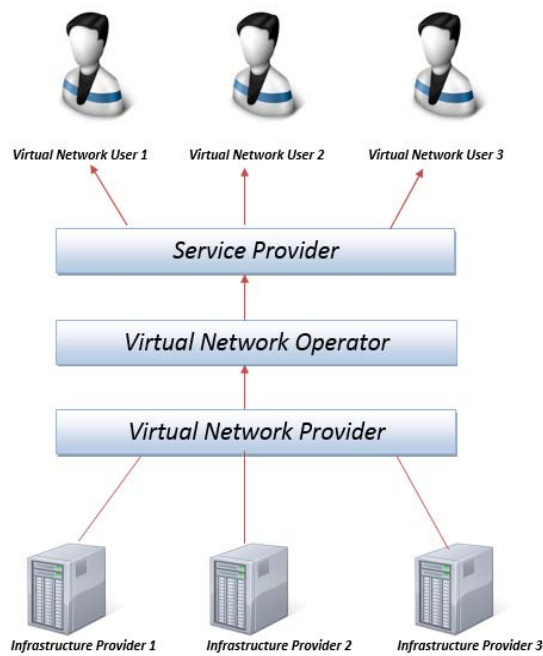 Virtual Network User 1
Virtual Network User 2
Virtual Network User 3
Service Provider
Virtual Network Operator
Virtual Network Provider
Infrastructure Provider 1
Infrastructure Provider 2
Infrastructure Provider 3